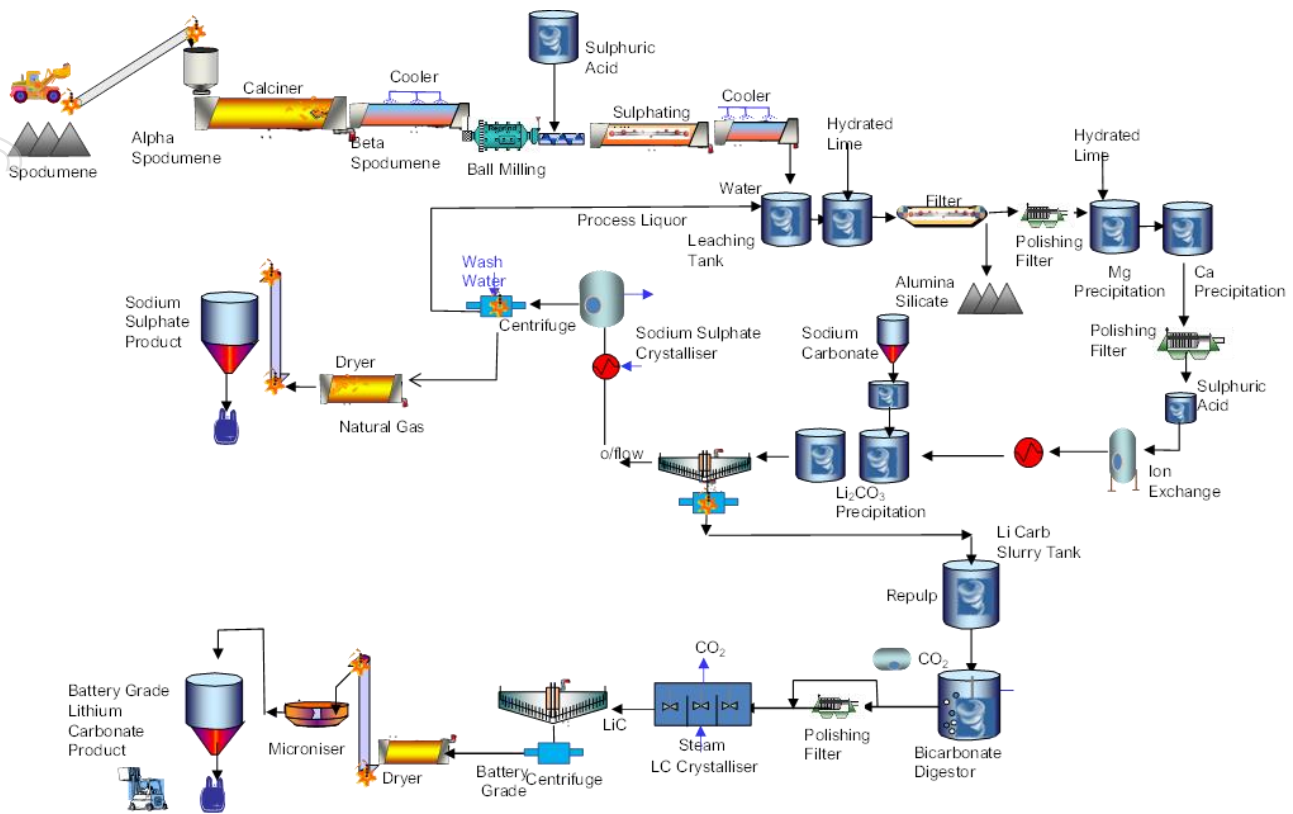 Sulphuric
Acid
Calciner
Cooler
Cooler
Sulphating
Hydrated
Lime
Hydrated
Lime
Alpha
Spodumene
Beta
Spodumene
Regrind
Ball Milling
Spodumene
Water
Process Liquor
Leaching
Tank
Filter
Polishing
Filter
Mg
Precipitation
Ca
Precipitation
Alumina
Silicate
Wash
Water
Centrifuge
Sodium
Sulphate
Product
Sodium Sulphate
Crystalliser
Sodium
Carbonate
Polishing
Filter
Dryer
Natural Gas
Sulphuric
Acid
o/flow
Li₂CO₃
Precipitation
Ion
Exchange
Li Carb
Slurry Tank
Repulp
CO₂
CO₂
Battery Grade
Lithium
Carbonate
Product
Microniser
Dryer
Battery
Grade
Centrifuge
LiC
Steam
LC Crystalliser
Polishing
Filter
Bicarbonate
Digestor